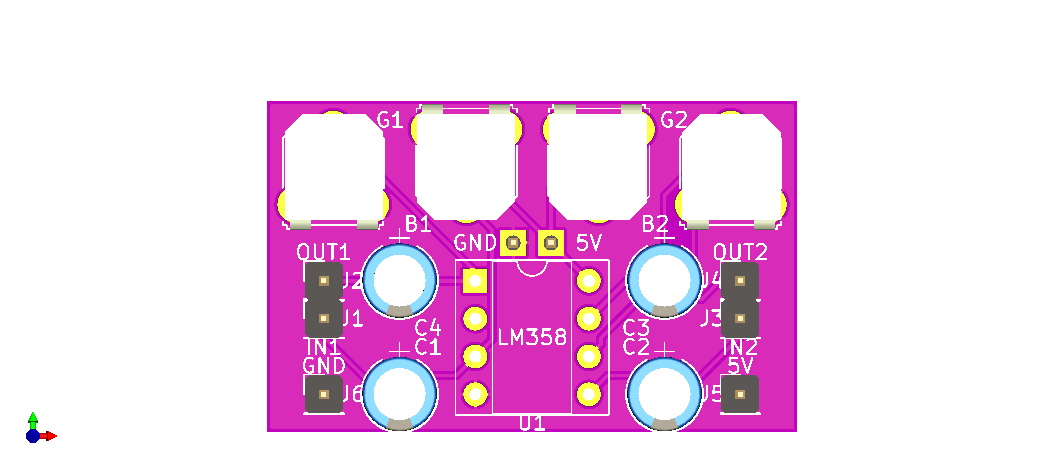 G1 G2
B1 B2
GND 5V
OUT1 OUT2
J2 J4
J1 J3
C4 LM358 C3
IN1 C1 C2 IN2
GND 5V
J6 J5
U1